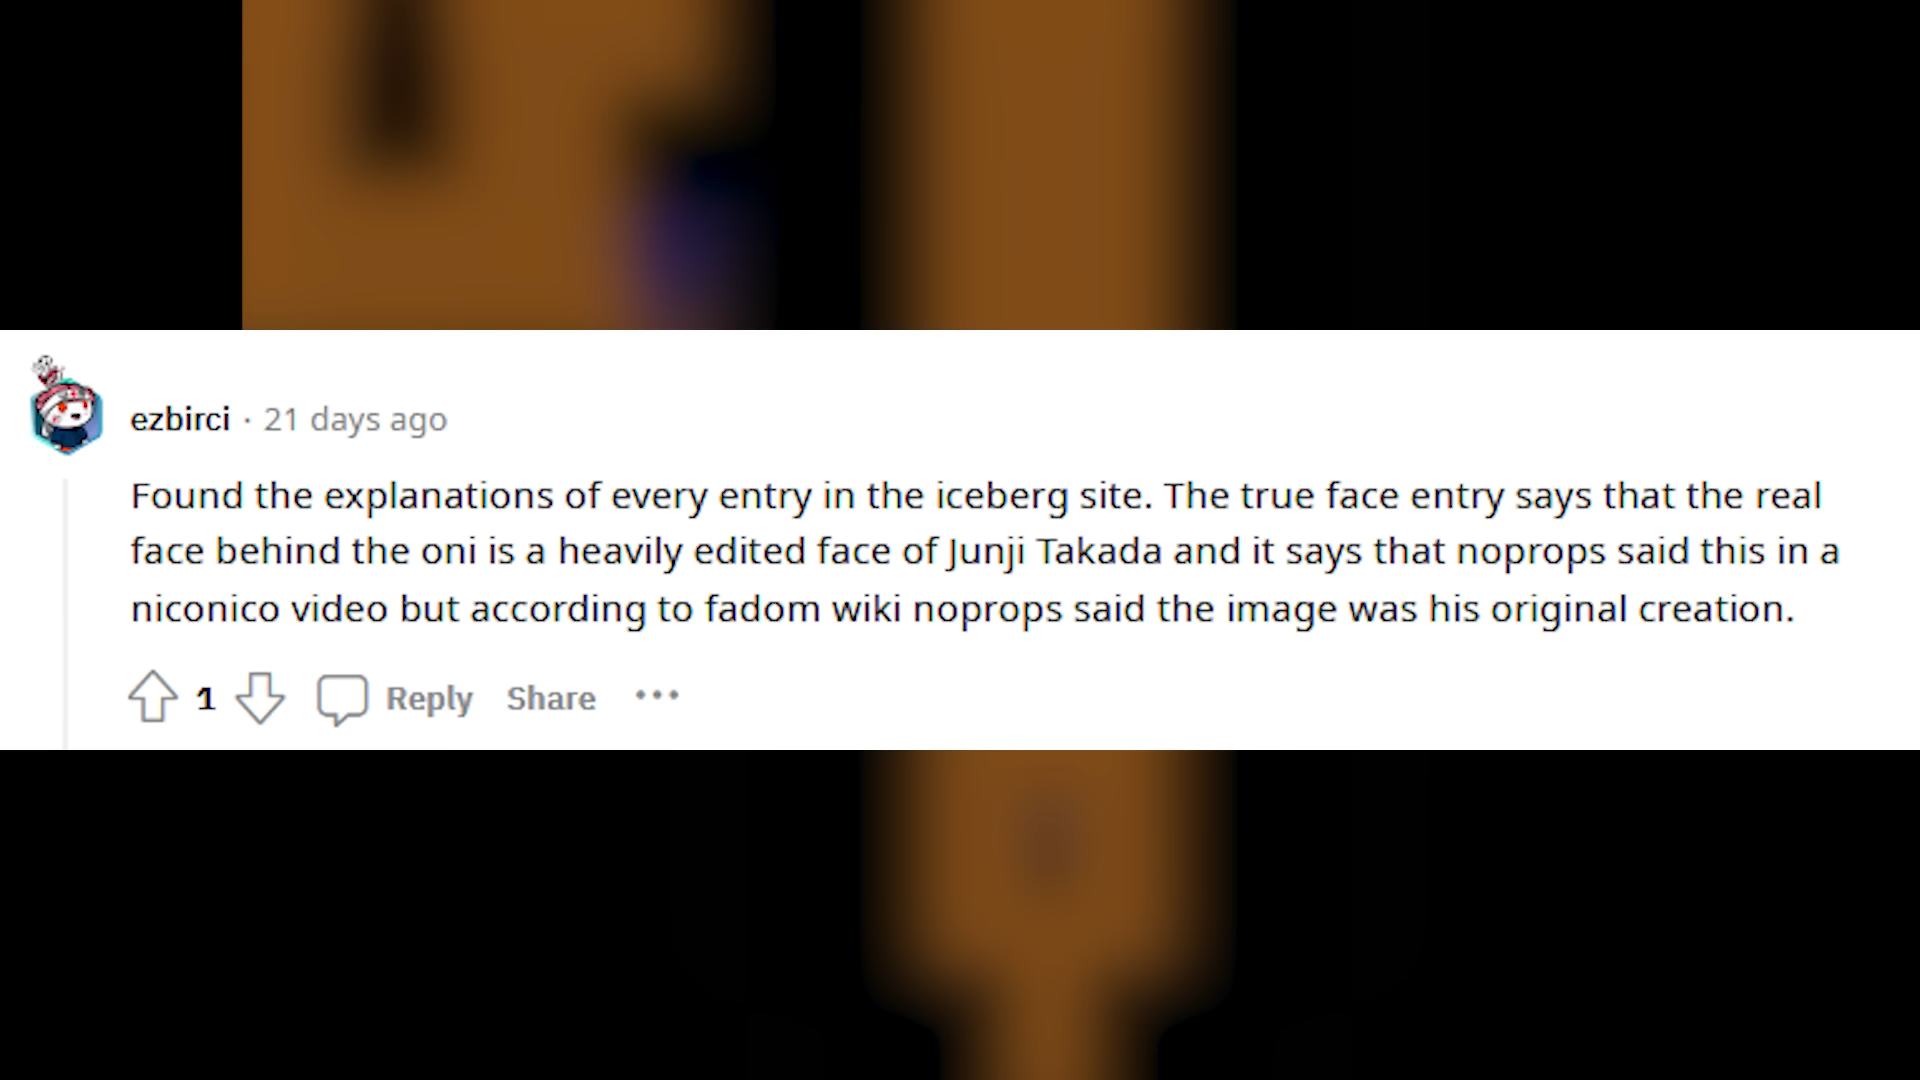 ezbirci · 21 days ago
Found the explanations of every entry in the iceberg site. The true face entry says that the real
face behind the oni is a heavily edited face of Junji Takada and it says that noprops said this in a
niconico video but according to fadom wiki noprops said the image was his original creation.
1 Reply Share ···